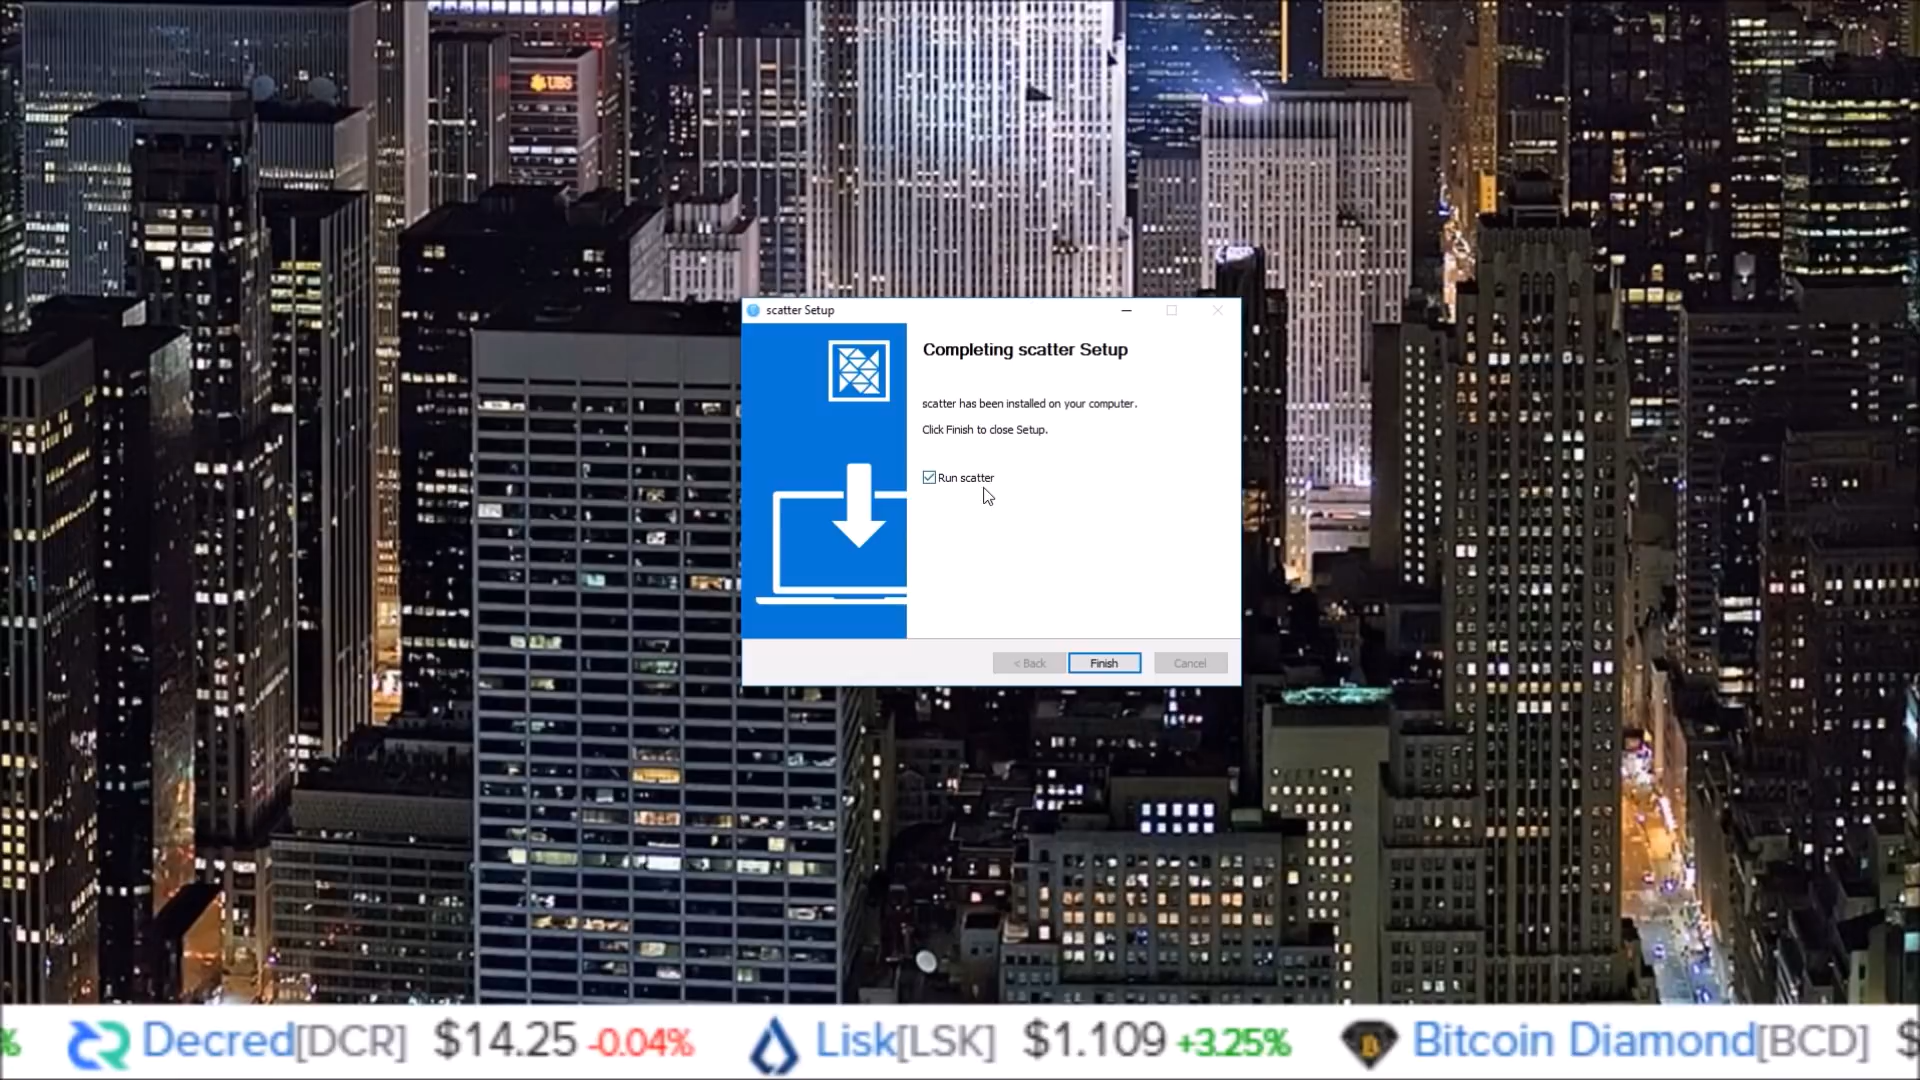 UBS
scatter Setup
Completing scatter Setup
scatter has been installed on your computer.
Click Finish to close Setup.
Run scatter
< Back Finish Cancel
% Decred[DCR] $14.25 -0.04% Lisk[LSK] $1.109 +3.25% Bitcoin Diamond[BCD] $